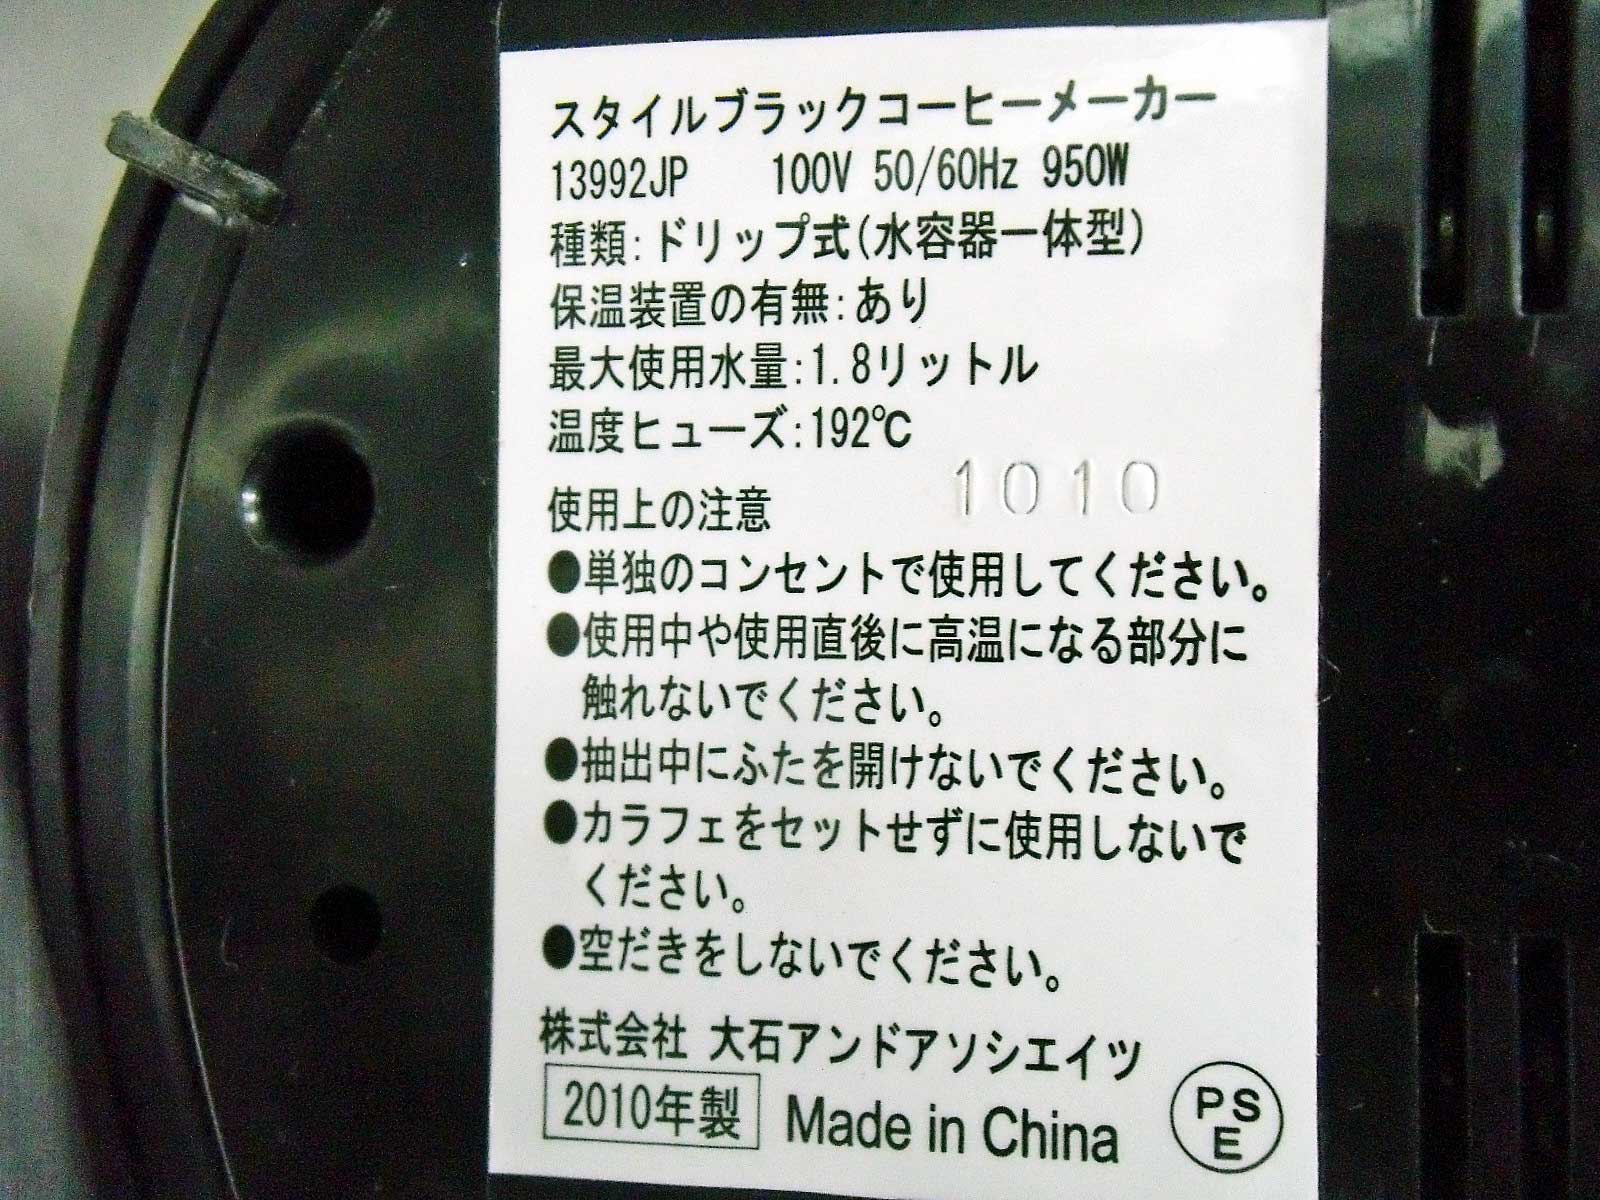 スタイルブラックコーヒーメーカー
13992JP 100V 50/60Hz 950W
種類:ドリップ式(水容器一体型)
保温装置の有無:あり
最大使用水量:1.8リットル
温度ヒューズ:192℃
1010
使用上の注意
●単独のコンセントで使用してください。
●使用中や使用直後に高温になる部分に
触れないでください。
●抽出中にふたを開けないでください。
●カラフェをセットせずに使用しないで
ください。
●空だきをしないでください。
株式会社 大石アンドアソシエイツ
2010年製 Made in China
PS
E